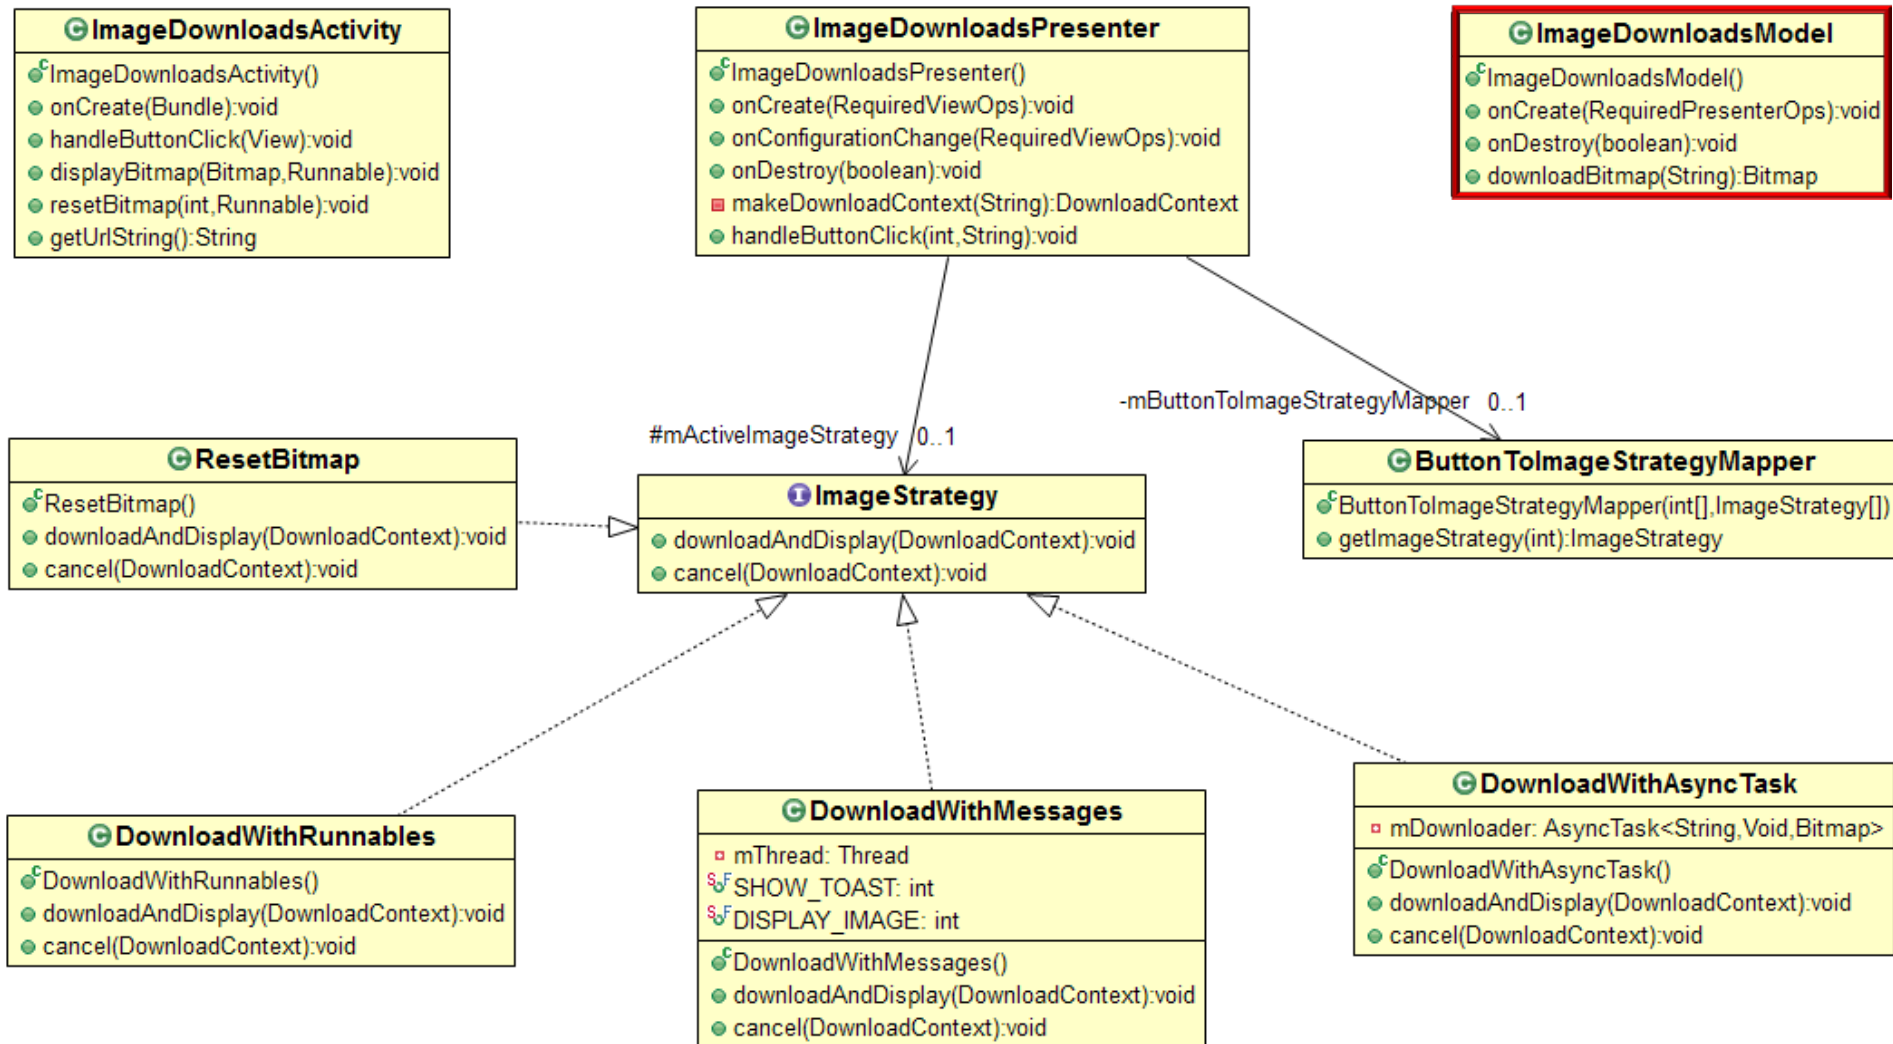 ImageDownloadsActivity
ImageDownloadsActivity()
onCreate(Bundle):void
handleButtonClick(View):void
displayBitmap(Bitmap,Runnable):void
resetBitmap(int,Runnable):void
getUrlString():String
ImageDownloadsPresenter
ImageDownloadsPresenter()
onCreate(RequiredViewOps):void
onConfigurationChange(RequiredViewOps):void
onDestroy(boolean):void
makeDownloadContext(String):DownloadContext
handleButtonClick(int,String):void
ImageDownloadsModel
ImageDownloadsModel()
onCreate(RequiredPresenterOps):void
onDestroy(boolean):void
downloadBitmap(String):Bitmap
-mButtonToImageStrategyMapper 0..1
#mActiveImageStrategy 0..1
ResetBitmap
ResetBitmap()
downloadAndDisplay(DownloadContext):void
cancel(DownloadContext):void
ImageStrategy
downloadAndDisplay(DownloadContext):void
cancel(DownloadContext):void
ButtonToImageStrategyMapper
ButtonToImageStrategyMapper(int[],ImageStrategy[])
getImageStrategy(int):ImageStrategy
DownloadWithRunnables
DownloadWithRunnables()
downloadAndDisplay(DownloadContext):void
cancel(DownloadContext):void
DownloadWithMessages
mThread: Thread
SHOW_TOAST: int
DISPLAY_IMAGE: int
DownloadWithMessages()
downloadAndDisplay(DownloadContext):void
cancel(DownloadContext):void
DownloadWithAsyncTask
mDownloader: AsyncTask<String,Void,Bitmap>
DownloadWithAsyncTask()
downloadAndDisplay(DownloadContext):void
cancel(DownloadContext):void